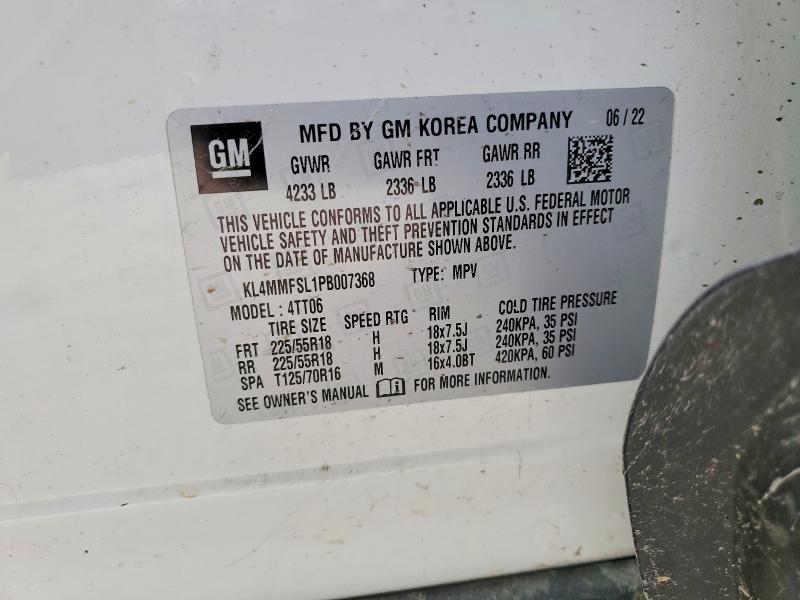 GM
MFD BY GM KOREA COMPANY 06 / 22
GVWR GAWR FRT GAWR RR
4233 LB 2336 LB 2336 LB
THIS VEHICLE CONFORMS TO ALL APPLICABLE U.S. FEDERAL MOTOR
VEHICLE SAFETY AND THEFT PREVENTION STANDARDS IN EFFECT
ON THE DATE OF MANUFACTURE SHOWN ABOVE.
KL4MMFSL1PB007368 TYPE: MPV
MODEL : 4TT06
TIRE SIZE SPEED RTG RIM COLD TIRE PRESSURE
FRT 225/55R18 H 18x7.5J 240KPA, 35 PSI
RR 225/55R18 H 18x7.5J 240KPA, 35 PSI
SPA T125/70R16 M 16x4.0BT 420KPA, 60 PSI
SEE OWNER'S MANUAL FOR MORE INFORMATION.